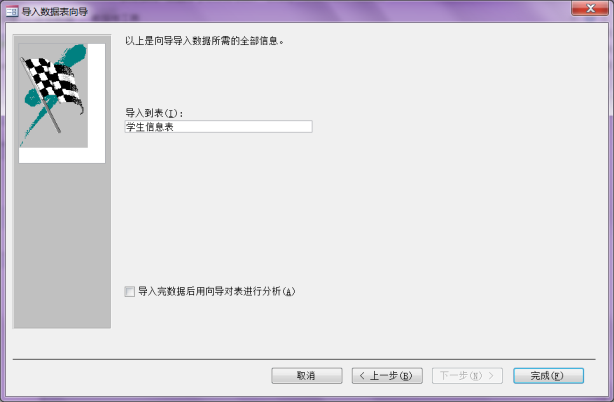 导入数据表向导
以上是向导导入数据所需的全部信息。
导入到表(I):
学生信息表
导入完数据后用向导对表进行分析(A)
取消
< 上一步(B)
下一步(N) >
完成(F)